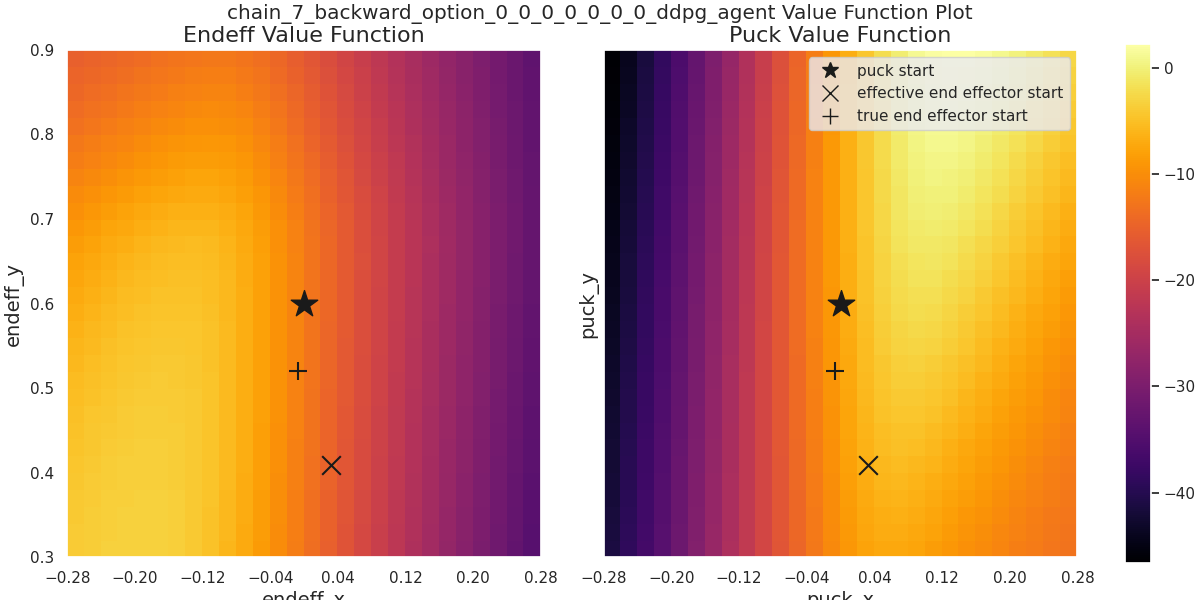 chain_7_backward_option_0_0_0_0_0_0_0_ddpg_agent Value Function Plot
Endeff Value Function
Puck Value Function
puck start
effective end effector start
true end effector start
endeff_y
0.9
0.8
0.7
0.6
0.5
0.4
0.3
−0.28 −0.20 −0.12 −0.04 0.04 0.12 0.20 0.28
endeff_x
puck_y
−0.28 −0.20 −0.12 −0.04 0.04 0.12 0.20 0.28
puck_x
0
−10
−20
−30
−40